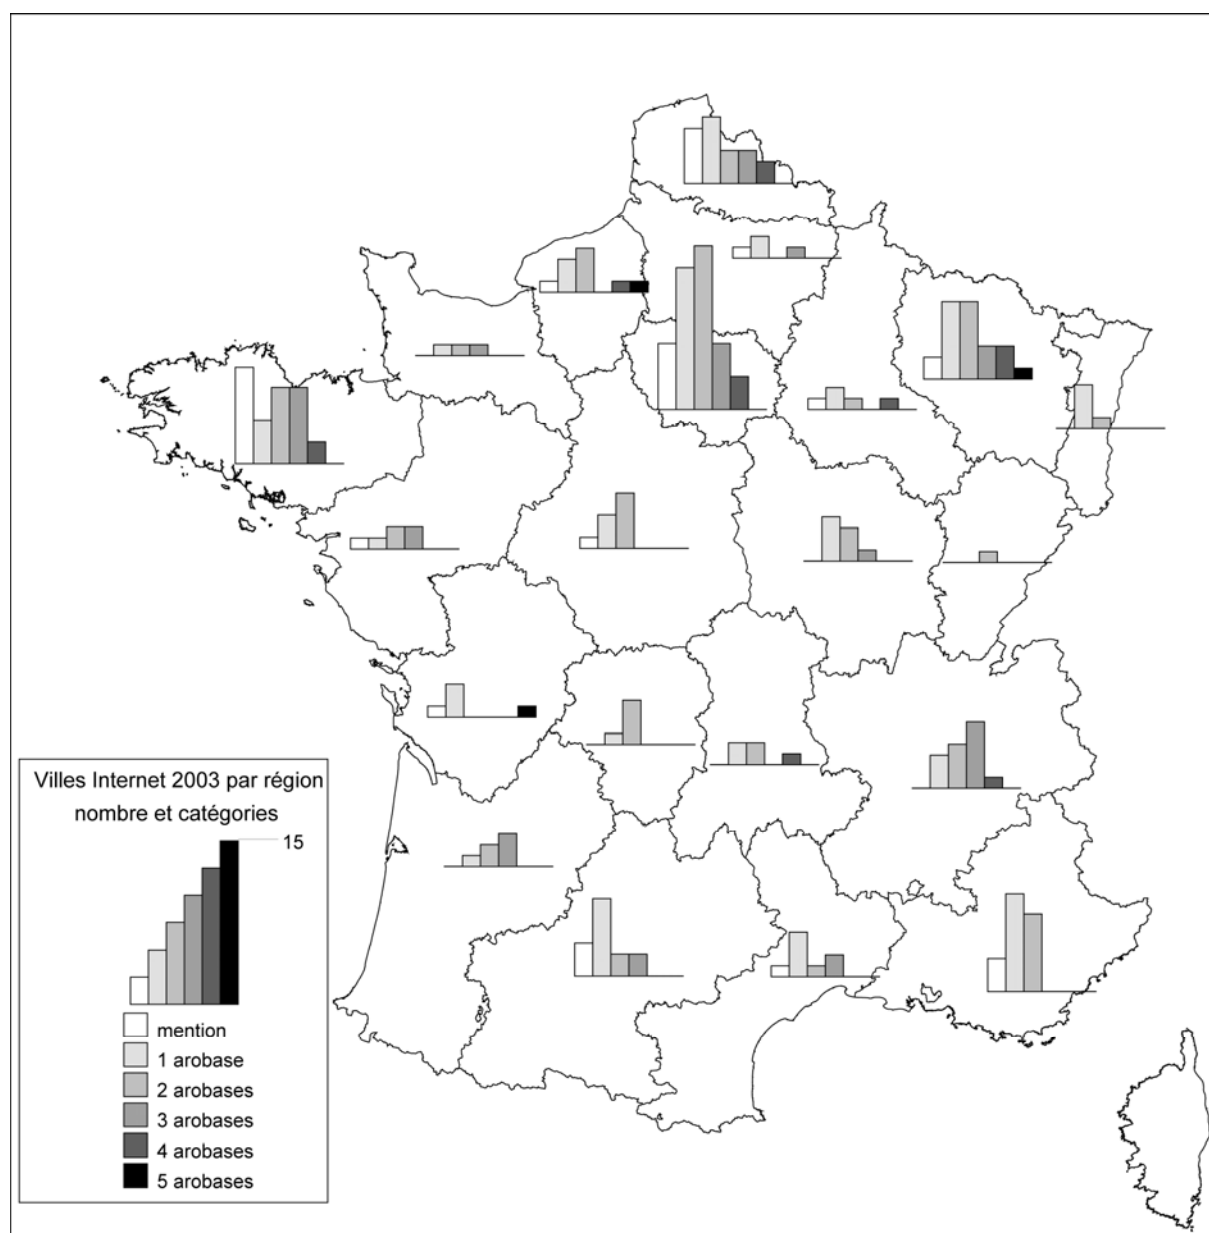 Villes Internet 2003 par région
nombre et catégories
15
mention
1 arobase
2 arobases
3 arobases
4 arobases
5 arobases